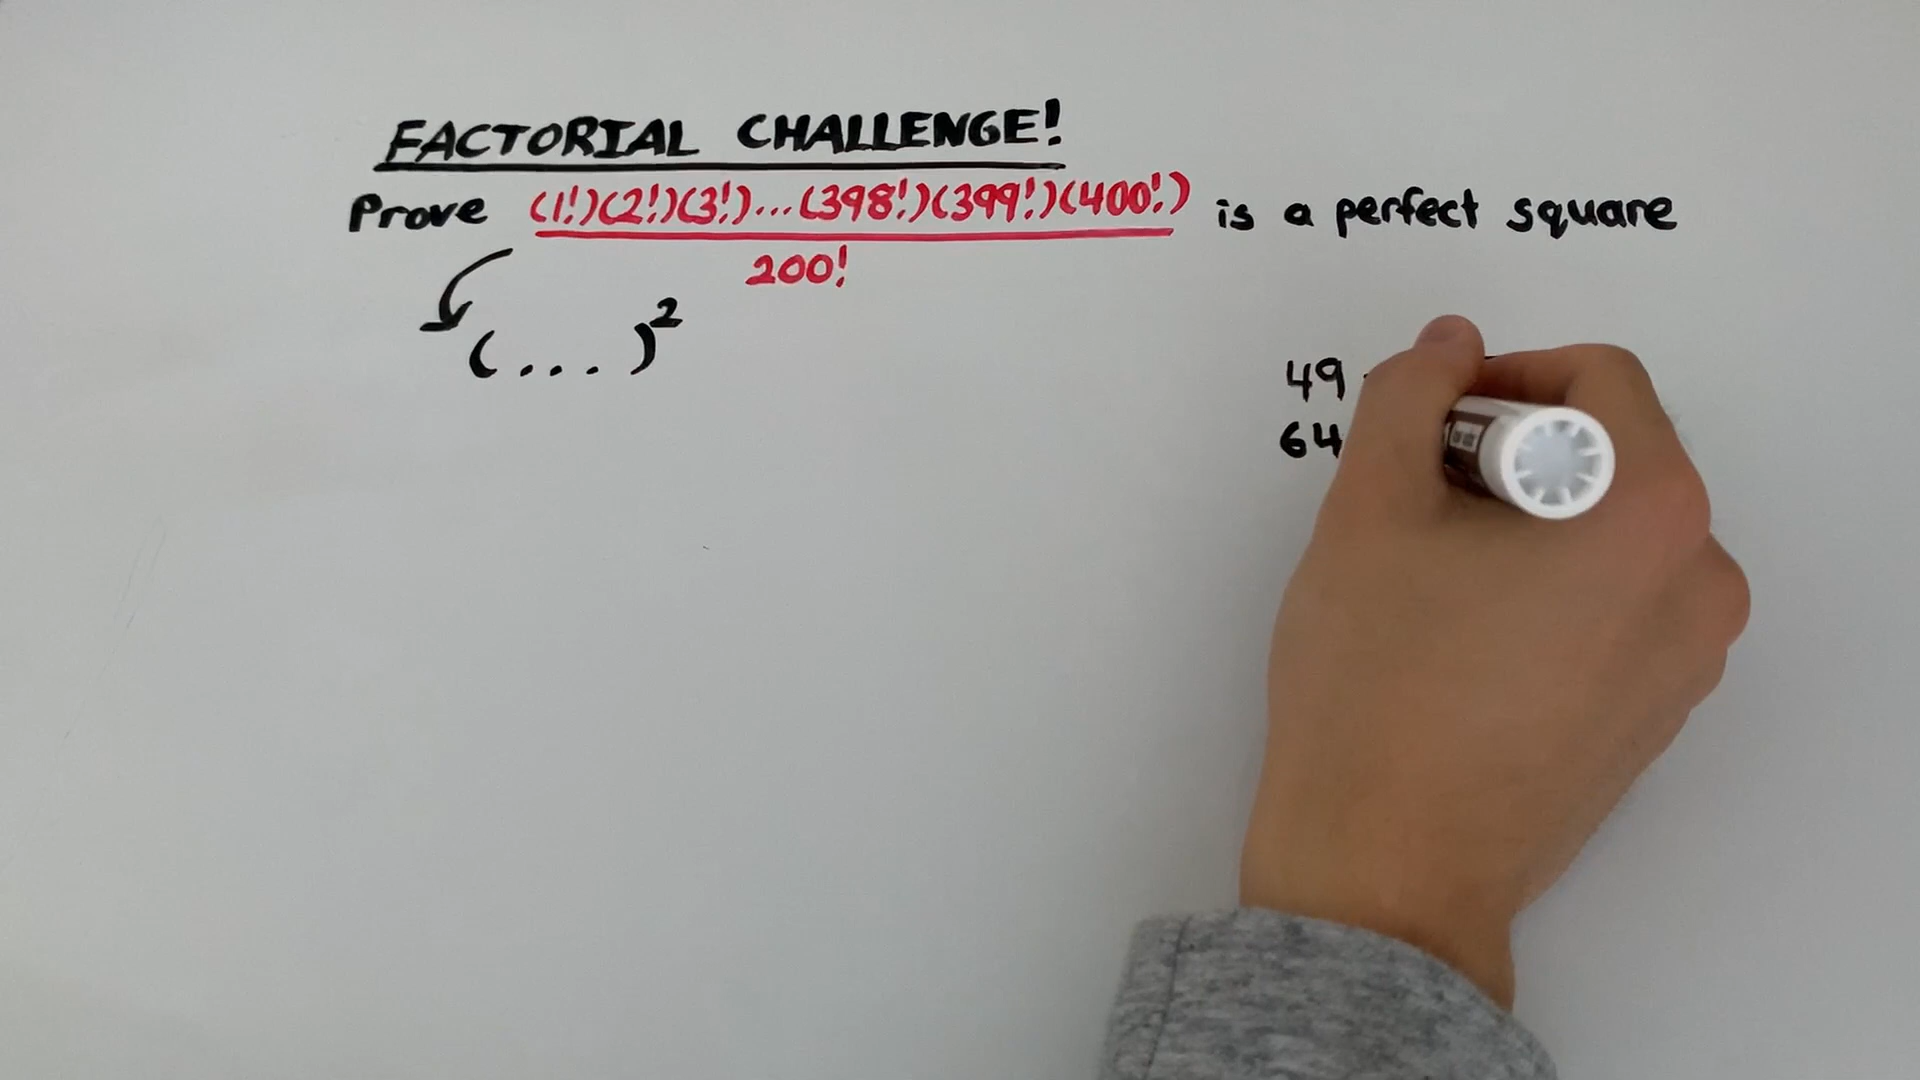 FACTORIAL CHALLENGE!
Prove (1!)(2!)(3!)...(398!)(399!)(400!) is a perfect square
200!
(...)²
49
64